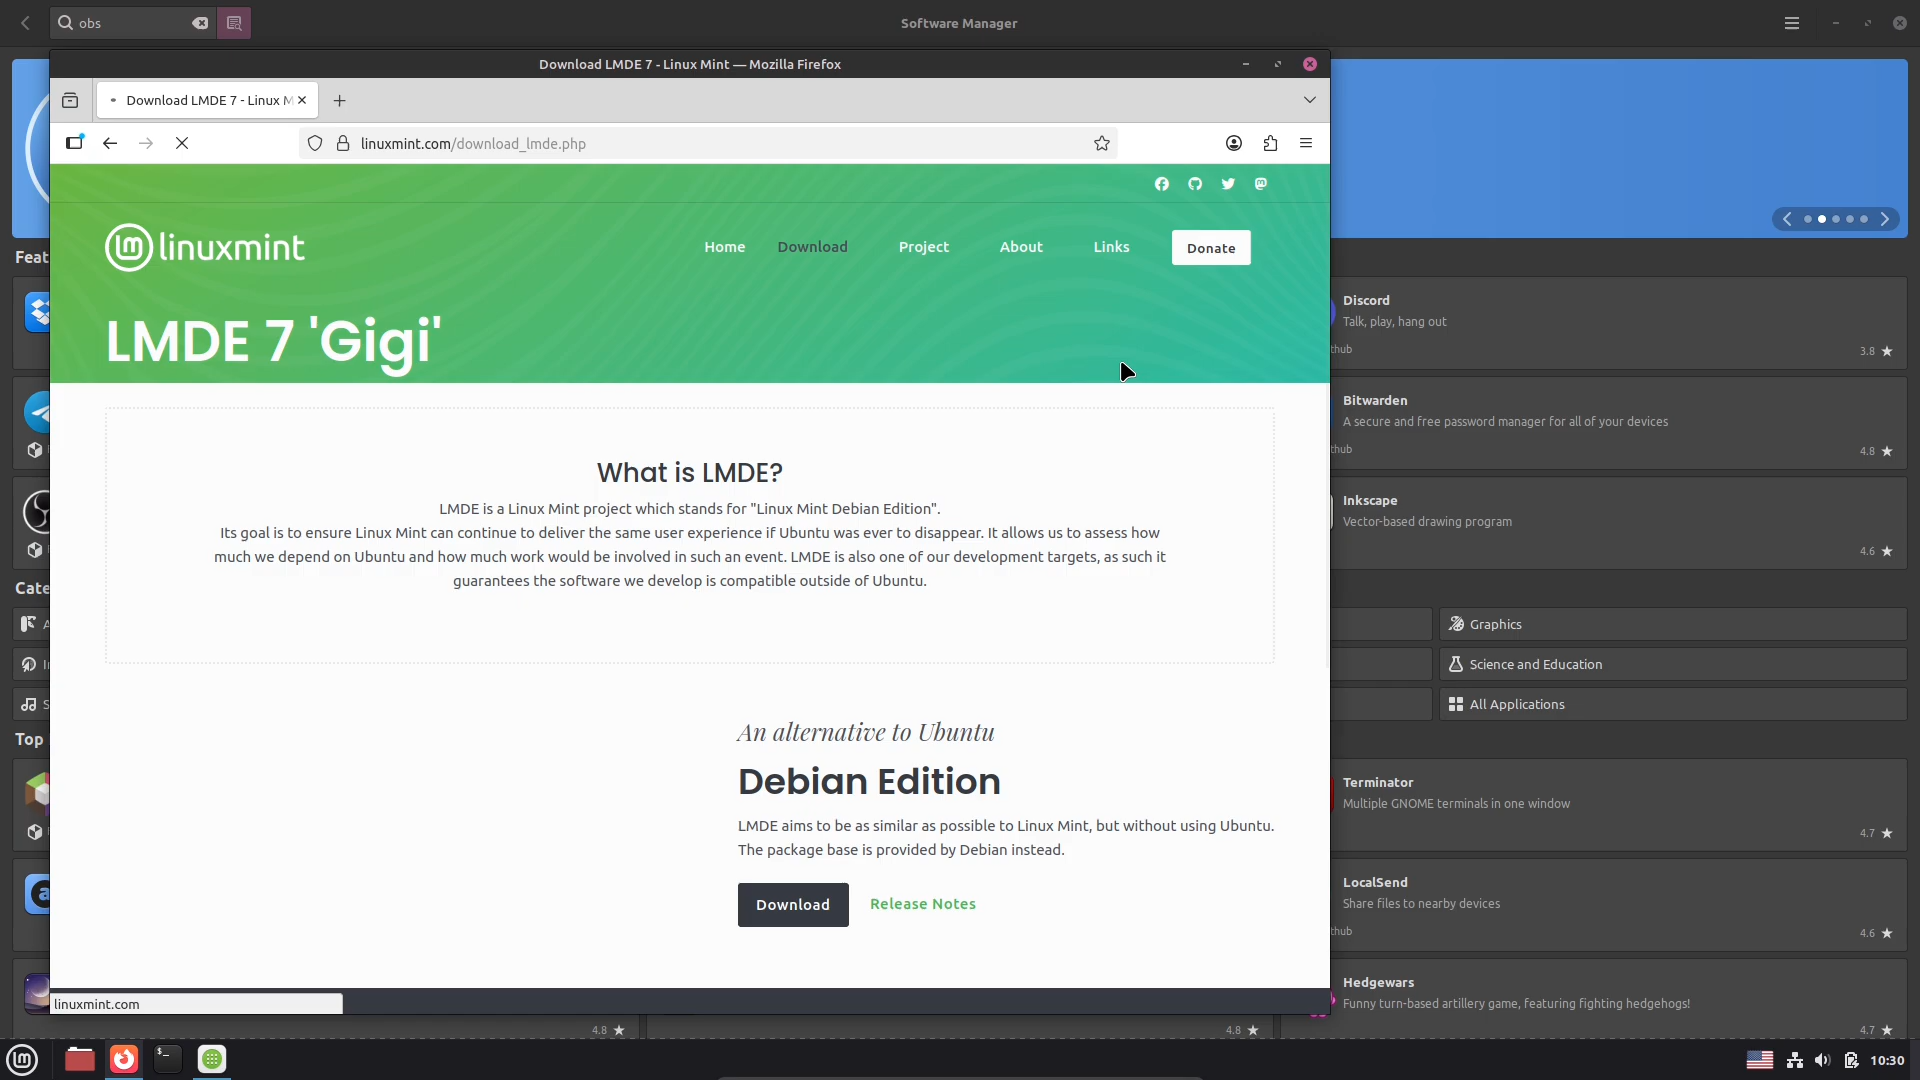 obs
Software Manager
Download LMDE 7 - Linux Mint — Mozilla Firefox
Download LMDE 7 - Linux M
linuxmint.com/download_lmde.php
linuxmint
Home
Download
Project
About
Links
Donate
LMDE 7 'Gigi'
What is LMDE?
LMDE is a Linux Mint project which stands for "Linux Mint Debian Edition".
Its goal is to ensure Linux Mint can continue to deliver the same user experience if Ubuntu was ever to disappear. It allows us to assess how
much we depend on Ubuntu and how much work would be involved in such an event. LMDE is also one of our development targets, as such it
guarantees the software we develop is compatible outside of Ubuntu.
An alternative to Ubuntu
Debian Edition
LMDE aims to be as similar as possible to Linux Mint, but without using Ubuntu.
The package base is provided by Debian instead.
Download
Release Notes
linuxmint.com
Feat
Cate
Top
Discord
Talk, play, hang out
thub
3.8 ★
Bitwarden
A secure and free password manager for all of your devices
thub
4.8 ★
Inkscape
Vector-based drawing program
4.6 ★
Graphics
Science and Education
All Applications
Terminator
Multiple GNOME terminals in one window
4.7 ★
LocalSend
Share files to nearby devices
thub
4.6 ★
Hedgewars
Funny turn-based artillery game, featuring fighting hedgehogs!
4.8 ★
4.8 ★
4.7 ★
10:30